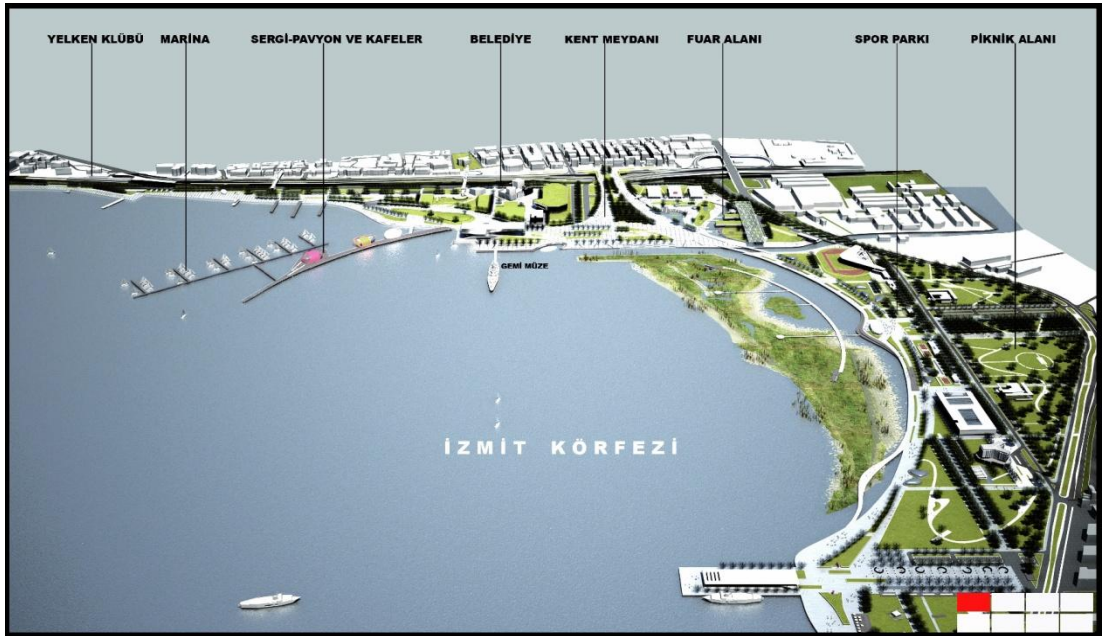 YELKEN KLÜBÜ MARİNA SERGİ-PAVYON VE KAFELER BELEDİYE KENT MEYDANI FUAR ALANI SPOR PARKI PİKNİK ALANI
GEMİ MÜZE
İZMİT KÖRFEZİ